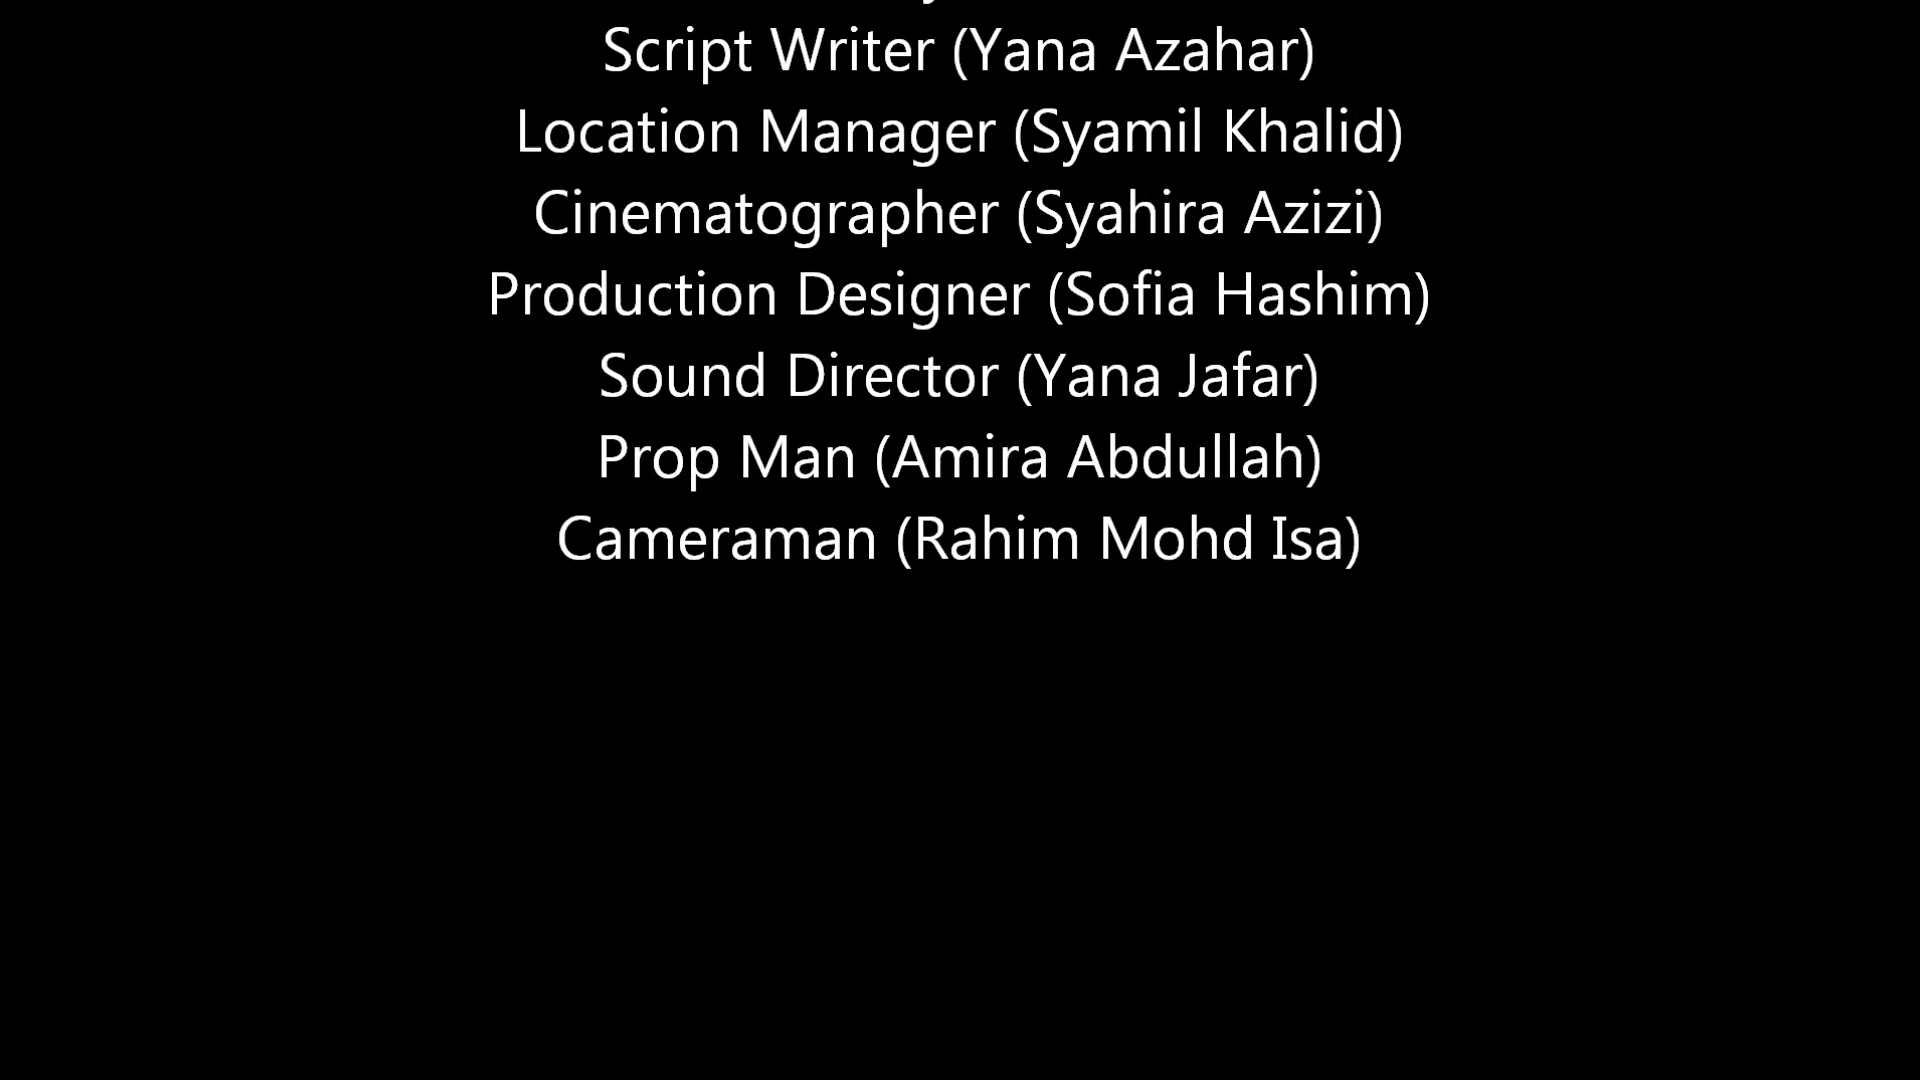 Script Writer (Yana Azahar)
Location Manager (Syamil Khalid)
Cinematographer (Syahira Azizi)
Production Designer (Sofia Hashim)
Sound Director (Yana Jafar)
Prop Man (Amira Abdullah)
Cameraman (Rahim Mohd Isa)